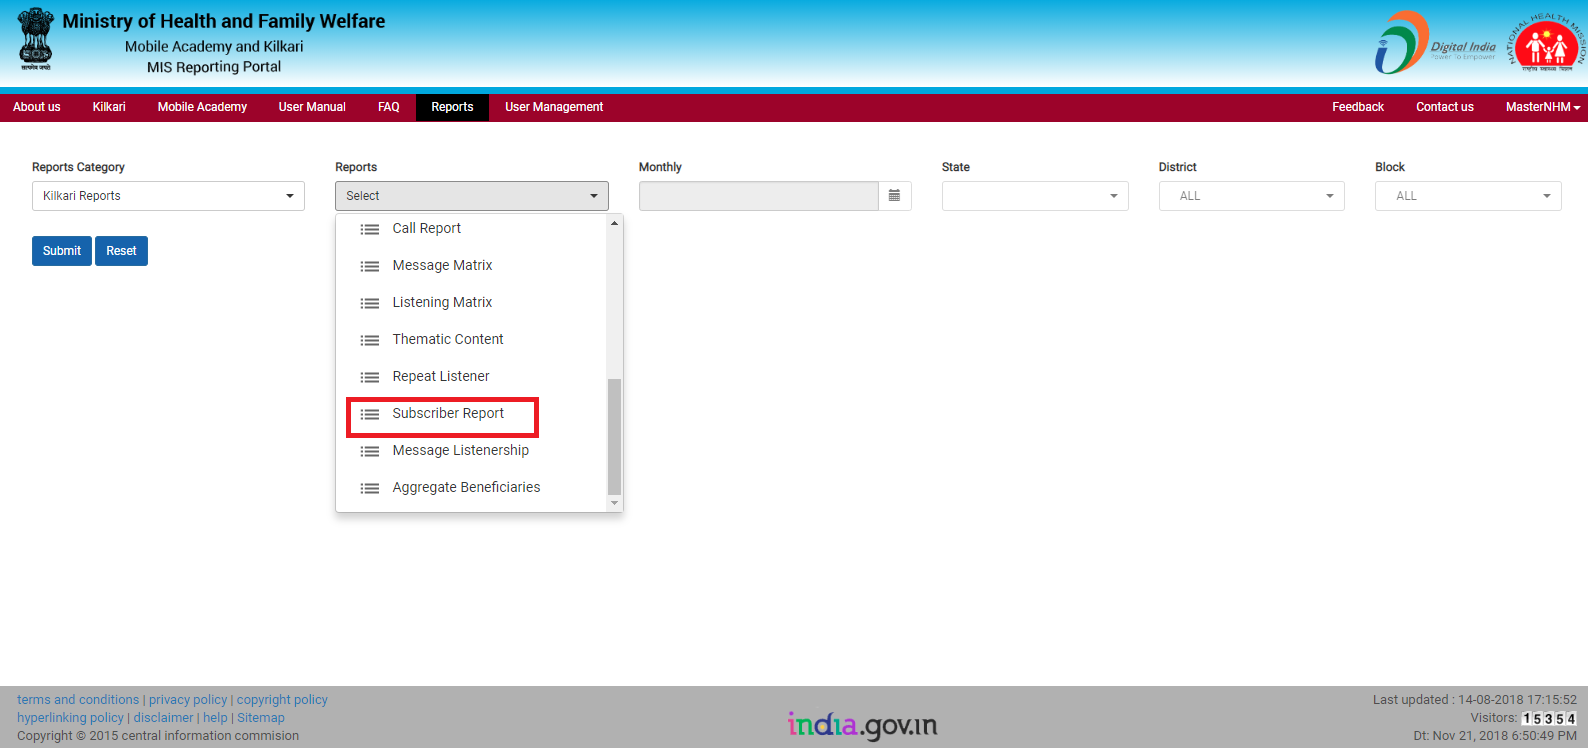 Ministry of Health and Family Welfare
Mobile Academy and Kilkari
MIS Reporting Portal
Digital India
Power To Empower
NATIONAL HEALTH MISSION
About us Kilkari Mobile Academy User Manual FAQ Reports User Management Feedback Contact us MasterNHM
Reports Category Reports Monthly State District Block
Kilkari Reports Select ALL ALL
Submit Reset
Call Report
Message Matrix
Listening Matrix
Thematic Content
Repeat Listener
Subscriber Report
Message Listenership
Aggregate Beneficiaries
terms and conditions | privacy policy | copyright policy
hyperlinking policy | disclaimer | help | Sitemap
Copyright © 2015 central information commision
india.gov.in
Last updated : 14-08-2018 17:15:52
Visitors: 15354
Dt: Nov 21, 2018 6:50:49 PM